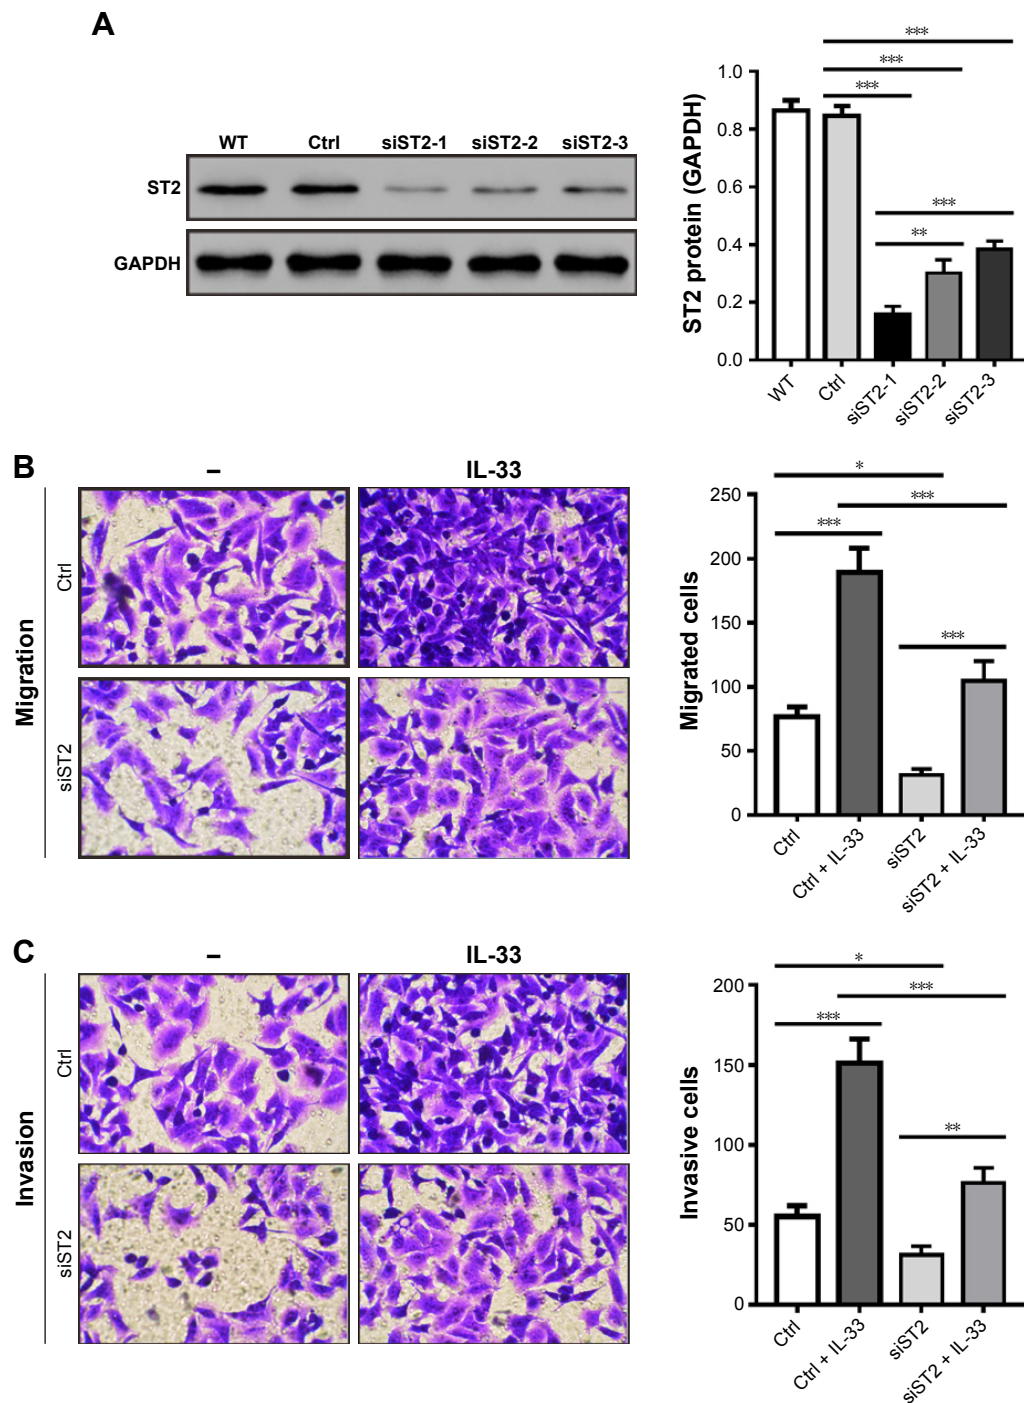 A
WT Ctrl siST2-1 siST2-2 siST2-3
ST2
GAPDH
ST2 protein (GAPDH)
1.0
0.8
0.6
0.4
0.2
0.0
***
***
***
***
**
WT Ctrl siST2-1 siST2-2 siST2-3
B
– IL-33
Migration
Ctrl
siST2
Migrated cells
250
200
150
100
50
0
*
***
***
***
Ctrl Ctrl + IL-33 siST2 siST2 + IL-33
C
– IL-33
Invasion
Ctrl
siST2
Invasive cells
200
150
100
50
0
*
***
***
**
Ctrl Ctrl + IL-33 siST2 siST2 + IL-33